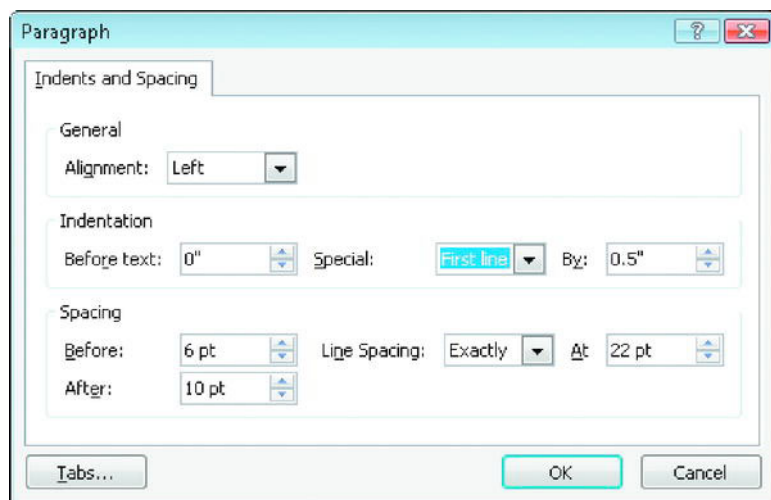 Paragraph
Indents and Spacing
General
Alignment: Left
Indentation
Before text: 0" Special: First line By: 0.5"
Spacing
Before: 6 pt Line Spacing: Exactly At 22 pt
After: 10 pt
Tabs... OK Cancel